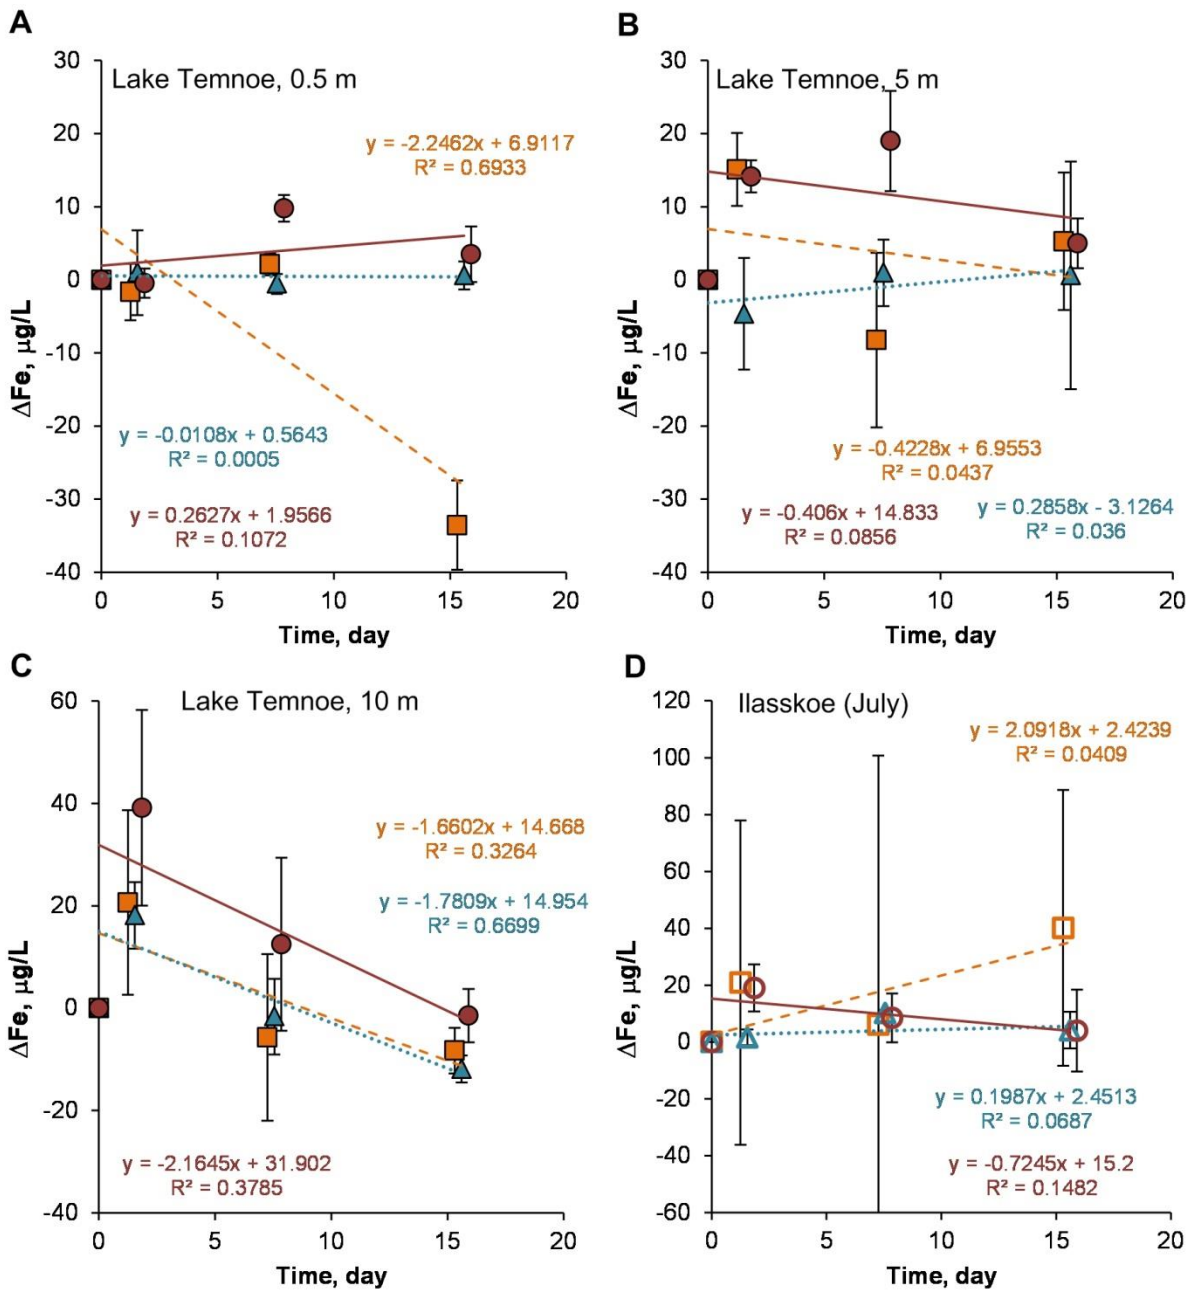 A
Lake Temnoe, 0.5 m
30
20
10
0
-10
-20
-30
-40
ΔFe, µg/L
y = -2.2462x + 6.9117
R² = 0.6933
y = -0.0108x + 0.5643
R² = 0.0005
y = 0.2627x + 1.9566
R² = 0.1072
0 5 10 15 20
Time, day
B
Lake Temnoe, 5 m
30
20
10
0
-10
-20
-30
-40
ΔFe, µg/L
y = -0.4228x + 6.9553
R² = 0.0437
y = -0.406x + 14.833
R² = 0.0856
y = 0.2858x - 3.1264
R² = 0.036
0 5 10 15 20
Time, day
C
Lake Temnoe, 10 m
60
40
20
0
-20
-40
ΔFe, µg/L
y = -1.6602x + 14.668
R² = 0.3264
y = -1.7809x + 14.954
R² = 0.6699
y = -2.1645x + 31.902
R² = 0.3785
0 5 10 15 20
Time, day
D
Ilasskoe (July)
120
100
80
60
40
20
0
-20
-40
-60
ΔFe, µg/L
y = 2.0918x + 2.4239
R² = 0.0409
y = 0.1987x + 2.4513
R² = 0.0687
y = -0.7245x + 15.2
R² = 0.1482
0 5 10 15 20
Time, day